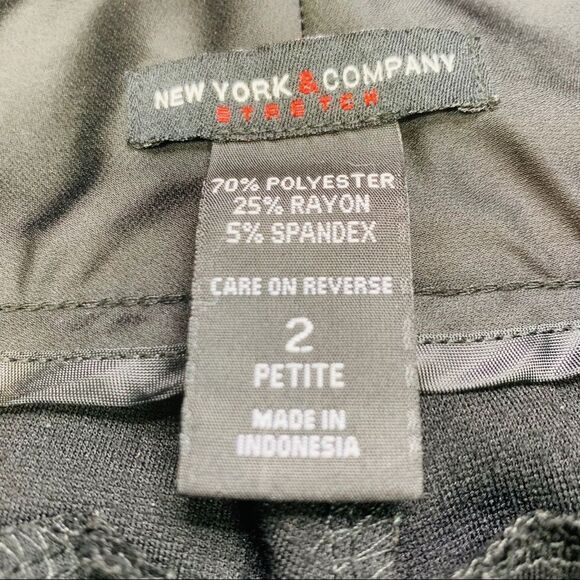 NEW YORK & COMPANY
STRETCH
70% POLYESTER
25% RAYON
5% SPANDEX
CARE ON REVERSE
2
PETITE
MADE IN
INDONESIA